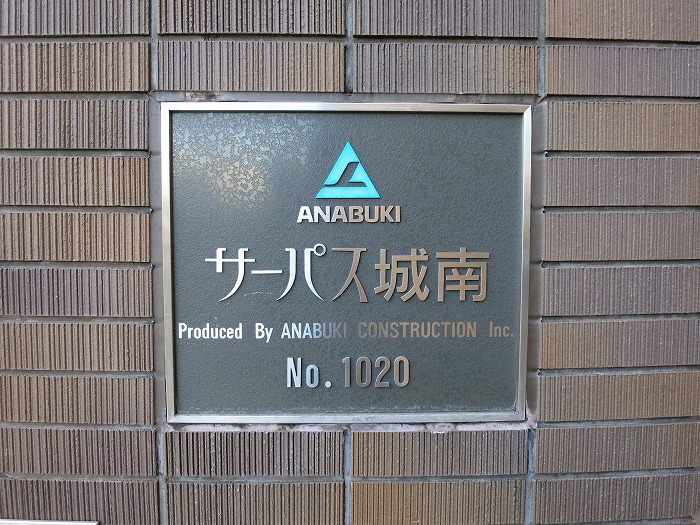 ANABUKI
サーパス城南
Produced By ANABUKI CONSTRUCTION Inc.
No. 1020